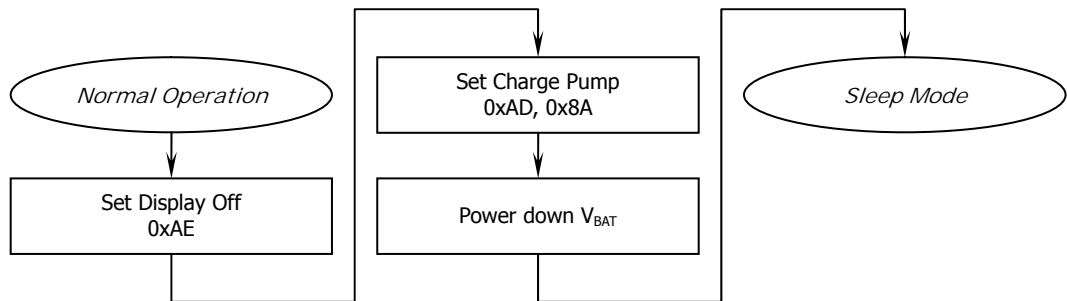 Normal Operation
Set Display Off
0xAE
Set Charge Pump
0xAD, 0x8A
Power down VBAT
Sleep Mode